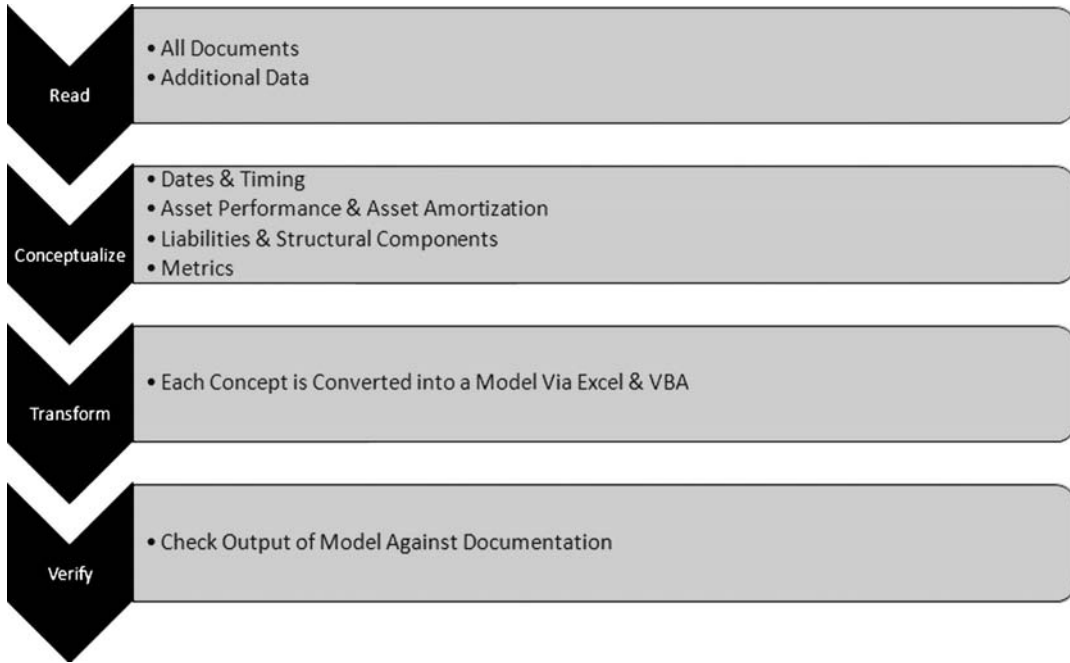 Read
• All Documents
• Additional Data
Conceptualize
• Dates & Timing
• Asset Performance & Asset Amortization
• Liabilities & Structural Components
• Metrics
Transform
• Each Concept is Converted into a Model Via Excel & VBA
Verify
• Check Output of Model Against Documentation